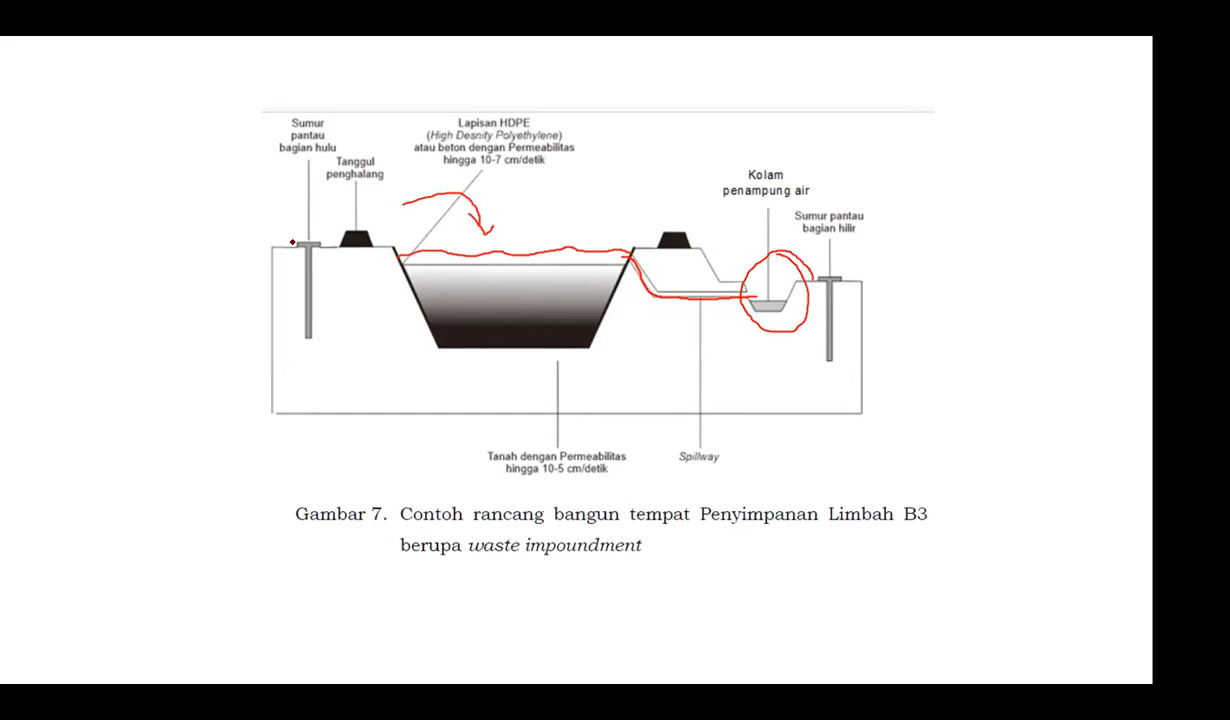 Sumur
pantau
bagian hulu
Tanggul
penghalang
Lapisan HDPE
(High Desnity Polyethylene)
atau beton dengan Permeabilitas
hingga 10-7 cm/detik
Kolam
penampung air
Sumur pantau
bagian hilir
Tanah dengan Permeabilitas
hingga 10-5 cm/detik
Spillway
Gambar 7. Contoh rancang bangun tempat Penyimpanan Limbah B3
berupa waste impoundment